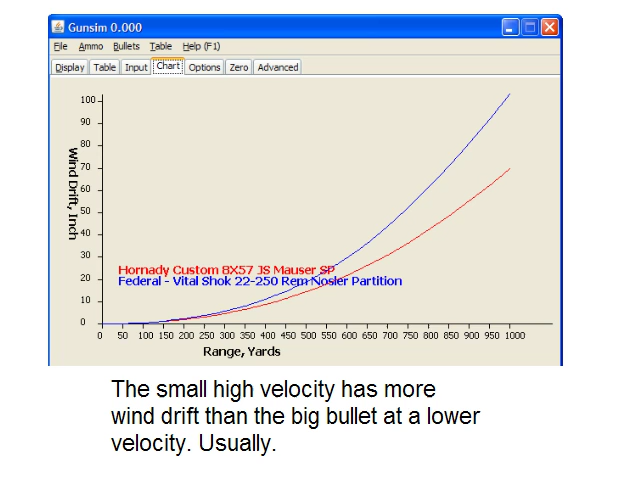 Gunsim 0.000
File Ammo Bullets Table Help (F1)
Display Table Input Chart Options Zero Advanced
100
90
80
70
60
50
40
30
20
10
0
Wind Drift, Inch
Hornady Custom 8X57 JS Mauser SP
Federal - Vital Shok 22-250 Rem Nosler Partition
0 50 100 150 200 250 300 350 400 450 500 550 600 650 700 750 800 850 900 950 1000
Range, Yards
The small high velocity has more
wind drift than the big bullet at a lower
velocity. Usually.